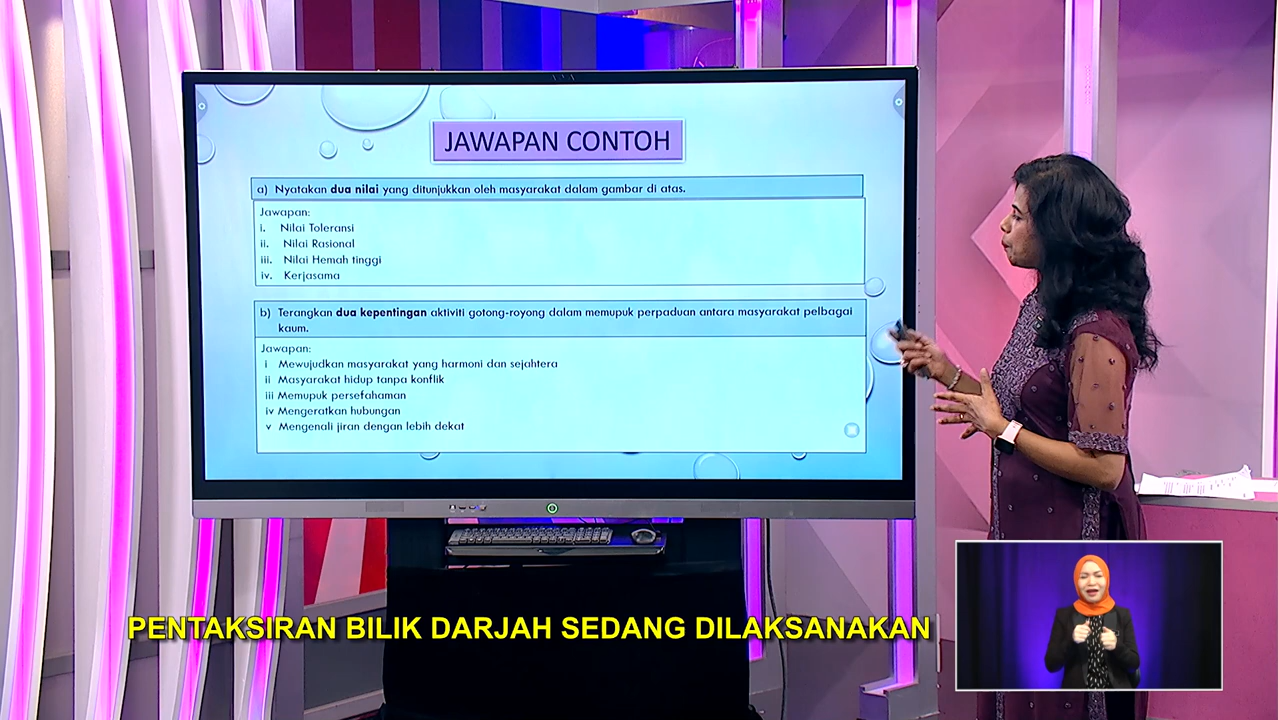 JAWAPAN CONTOH
a) Nyatakan dua nilai yang ditunjukkan oleh masyarakat dalam gambar di atas.
Jawapan:
i. Nilai Toleransi
ii. Nilai Rasional
iii. Nilai Hemah tinggi
iv. Kerjasama
b) Terangkan dua kepentingan aktiviti gotong-royong dalam memupuk perpaduan antara masyarakat pelbagai
kaum.
Jawapan:
i Mewujudkan masyarakat yang harmoni dan sejahtera
ii Masyarakat hidup tanpa konflik
iii Memupuk persefahaman
iv Mengeratkan hubungan
v Mengenali jiran dengan lebih dekat
PENTAKSIRAN BILIK DARJAH SEDANG DILAKSANAKAN